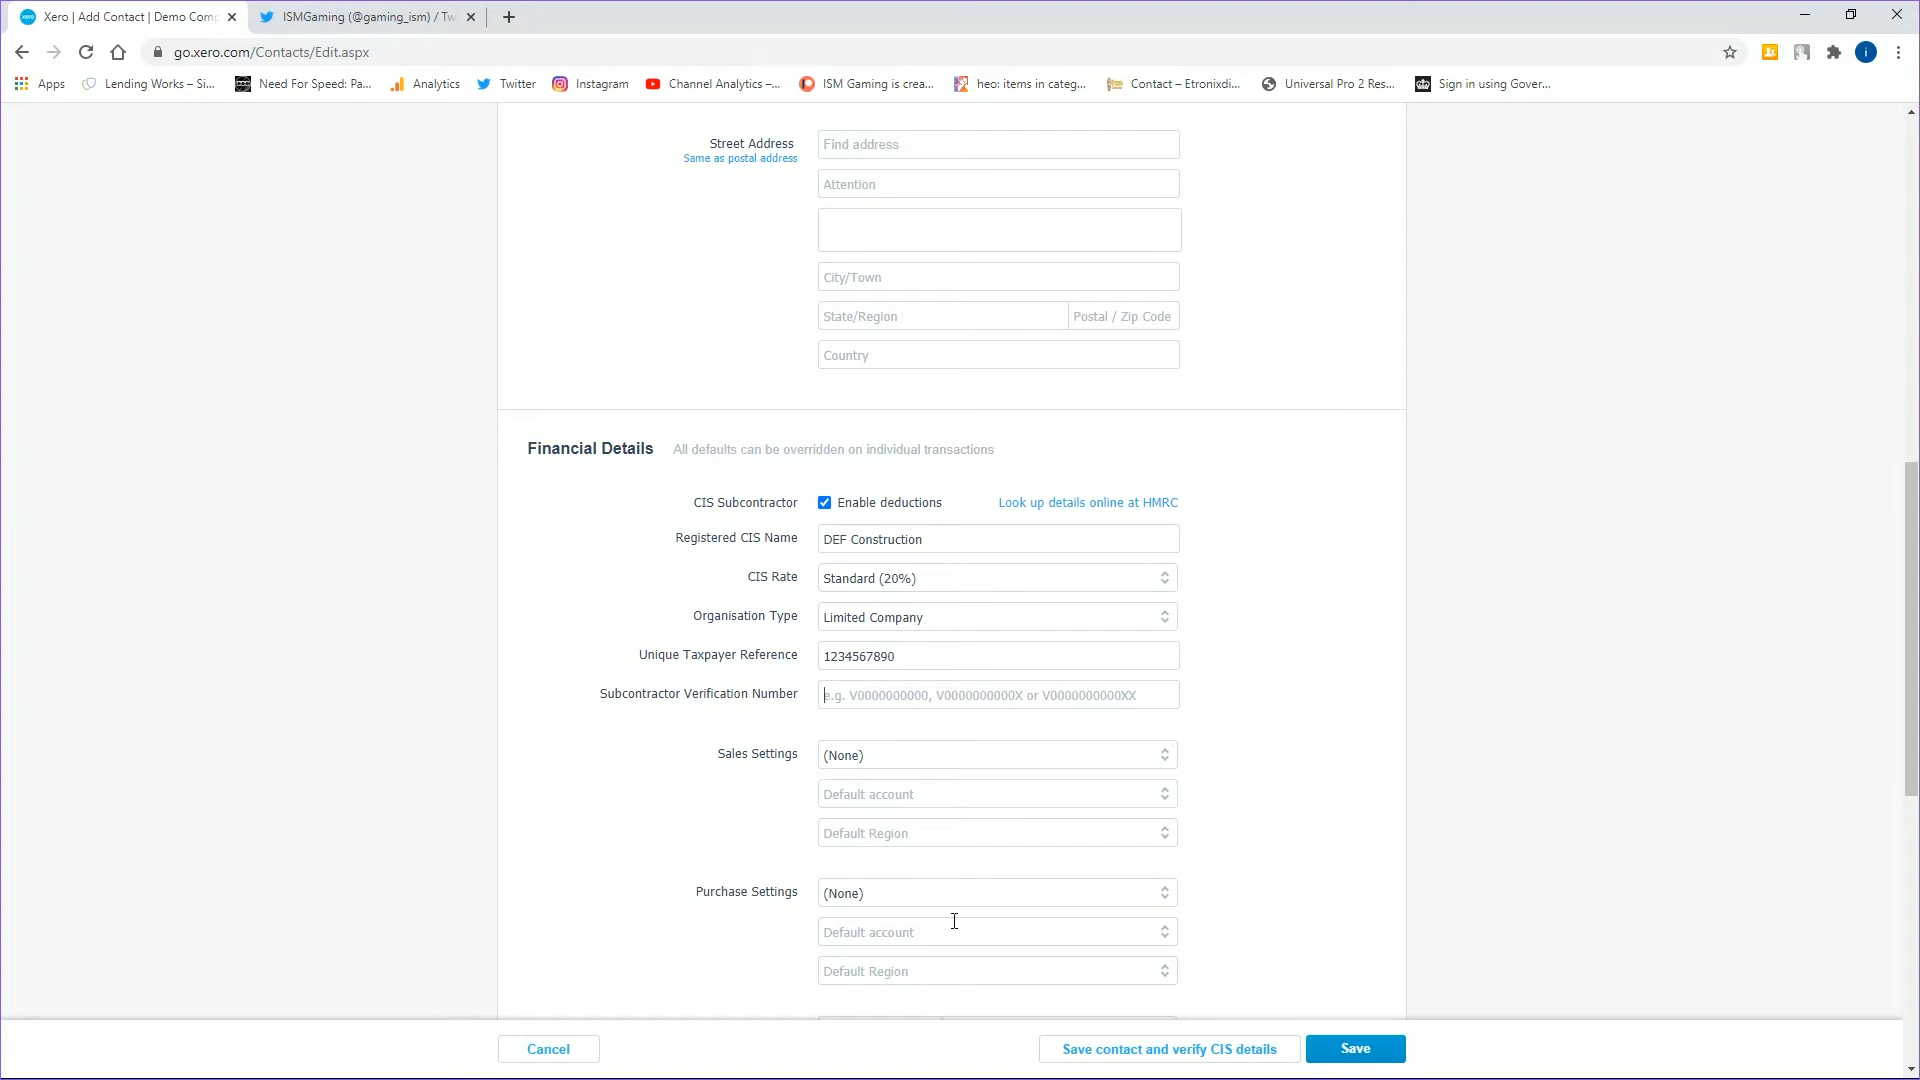 Xero | Add Contact | Demo Comp
ISMGaming (@gaming_ism) / Tw
go.xero.com/Contacts/Edit.aspx
i
Apps
Lending Works – Si...
Need For Speed: Pa...
Analytics
Twitter
Instagram
Channel Analytics –...
ISM Gaming is crea...
heo: items in categ...
Contact – Etronixdi...
Universal Pro 2 Res...
Sign in using Gover...
Street Address
Find address
Same as postal address
Attention
City/Town
State/Region
Postal / Zip Code
Country
Financial Details
All defaults can be overridden on individual transactions
CIS Subcontractor
Enable deductions
Look up details online at HMRC
Registered CIS Name
DEF Construction
CIS Rate
Standard (20%)
Organisation Type
Limited Company
Unique Taxpayer Reference
1234567890
Subcontractor Verification Number
e.g. V0000000000, V0000000000X or V0000000000XX
Sales Settings
(None)
Default account
Default Region
Purchase Settings
(None)
Default account
Default Region
Cancel
Save contact and verify CIS details
Save